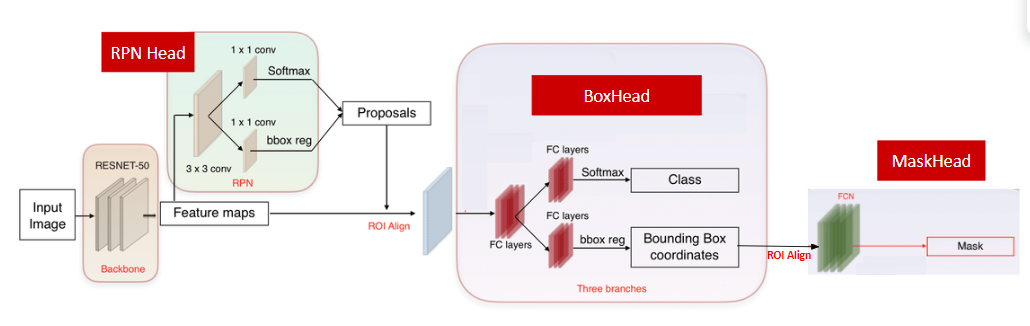 RPN Head
1 x 1 conv
Softmax
1 x 1 conv
bbox reg
3 x 3 conv
RPN
Proposals
RESNET-50
Backbone
Input
Image
Feature maps
ROI Align
BoxHead
FC layers
Softmax
Class
FC layers
FC layers
bbox reg
Bounding Box
coordinates
Three branches
ROI Align
MaskHead
FCN
Mask